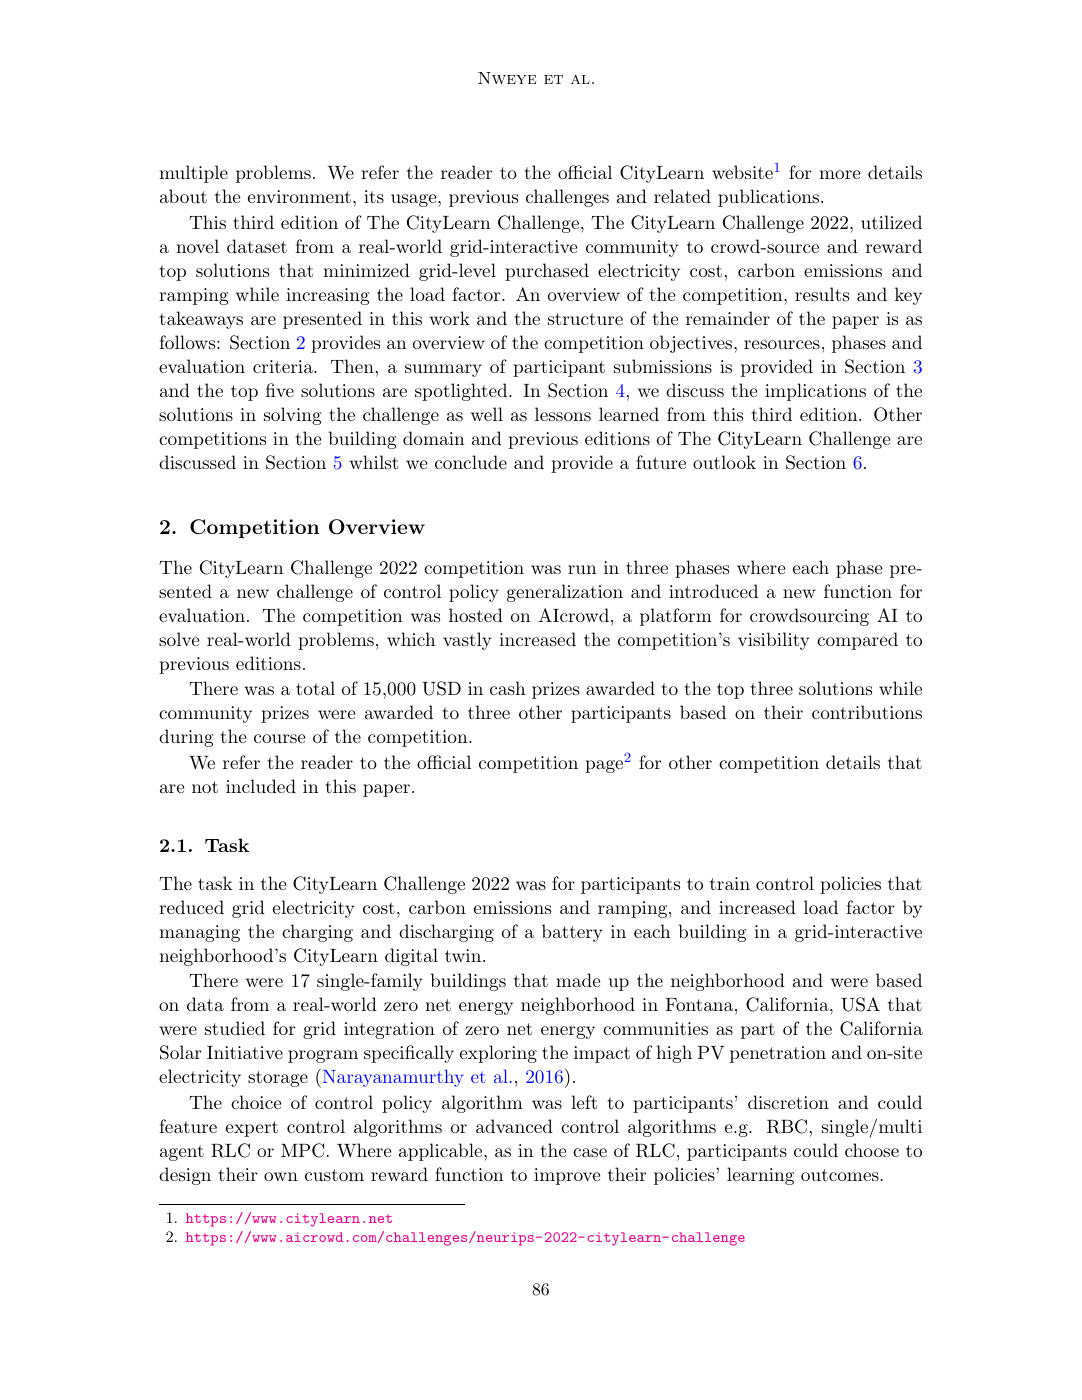 Nweye et al.
multiple problems. We refer the reader to the official CityLearn website1 for more details
about the environment, its usage, previous challenges and related publications.
This third edition of The CityLearn Challenge, The CityLearn Challenge 2022, utilized
a novel dataset from a real-world grid-interactive community to crowd-source and reward
top solutions that minimized grid-level purchased electricity cost, carbon emissions and
ramping while increasing the load factor. An overview of the competition, results and key
takeaways are presented in this work and the structure of the remainder of the paper is as
follows: Section 2 provides an overview of the competition objectives, resources, phases and
evaluation criteria. Then, a summary of participant submissions is provided in Section 3
and the top five solutions are spotlighted. In Section 4, we discuss the implications of the
solutions in solving the challenge as well as lessons learned from this third edition. Other
competitions in the building domain and previous editions of The CityLearn Challenge are
discussed in Section 5 whilst we conclude and provide a future outlook in Section 6.
2. Competition Overview
The CityLearn Challenge 2022 competition was run in three phases where each phase pre-
sented a new challenge of control policy generalization and introduced a new function for
evaluation. The competition was hosted on AIcrowd, a platform for crowdsourcing AI to
solve real-world problems, which vastly increased the competition's visibility compared to
previous editions.
There was a total of 15,000 USD in cash prizes awarded to the top three solutions while
community prizes were awarded to three other participants based on their contributions
during the course of the competition.
We refer the reader to the official competition page2 for other competition details that
are not included in this paper.
2.1. Task
The task in the CityLearn Challenge 2022 was for participants to train control policies that
reduced grid electricity cost, carbon emissions and ramping, and increased load factor by
managing the charging and discharging of a battery in each building in a grid-interactive
neighborhood's CityLearn digital twin.
There were 17 single-family buildings that made up the neighborhood and were based
on data from a real-world zero net energy neighborhood in Fontana, California, USA that
were studied for grid integration of zero net energy communities as part of the California
Solar Initiative program specifically exploring the impact of high PV penetration and on-site
electricity storage (Narayanamurthy et al., 2016).
The choice of control policy algorithm was left to participants' discretion and could
feature expert control algorithms or advanced control algorithms e.g. RBC, single/multi
agent RLC or MPC. Where applicable, as in the case of RLC, participants could choose to
design their own custom reward function to improve their policies' learning outcomes.
1. https://www.citylearn.net
2. https://www.aicrowd.com/challenges/neurips-2022-citylearn-challenge
86